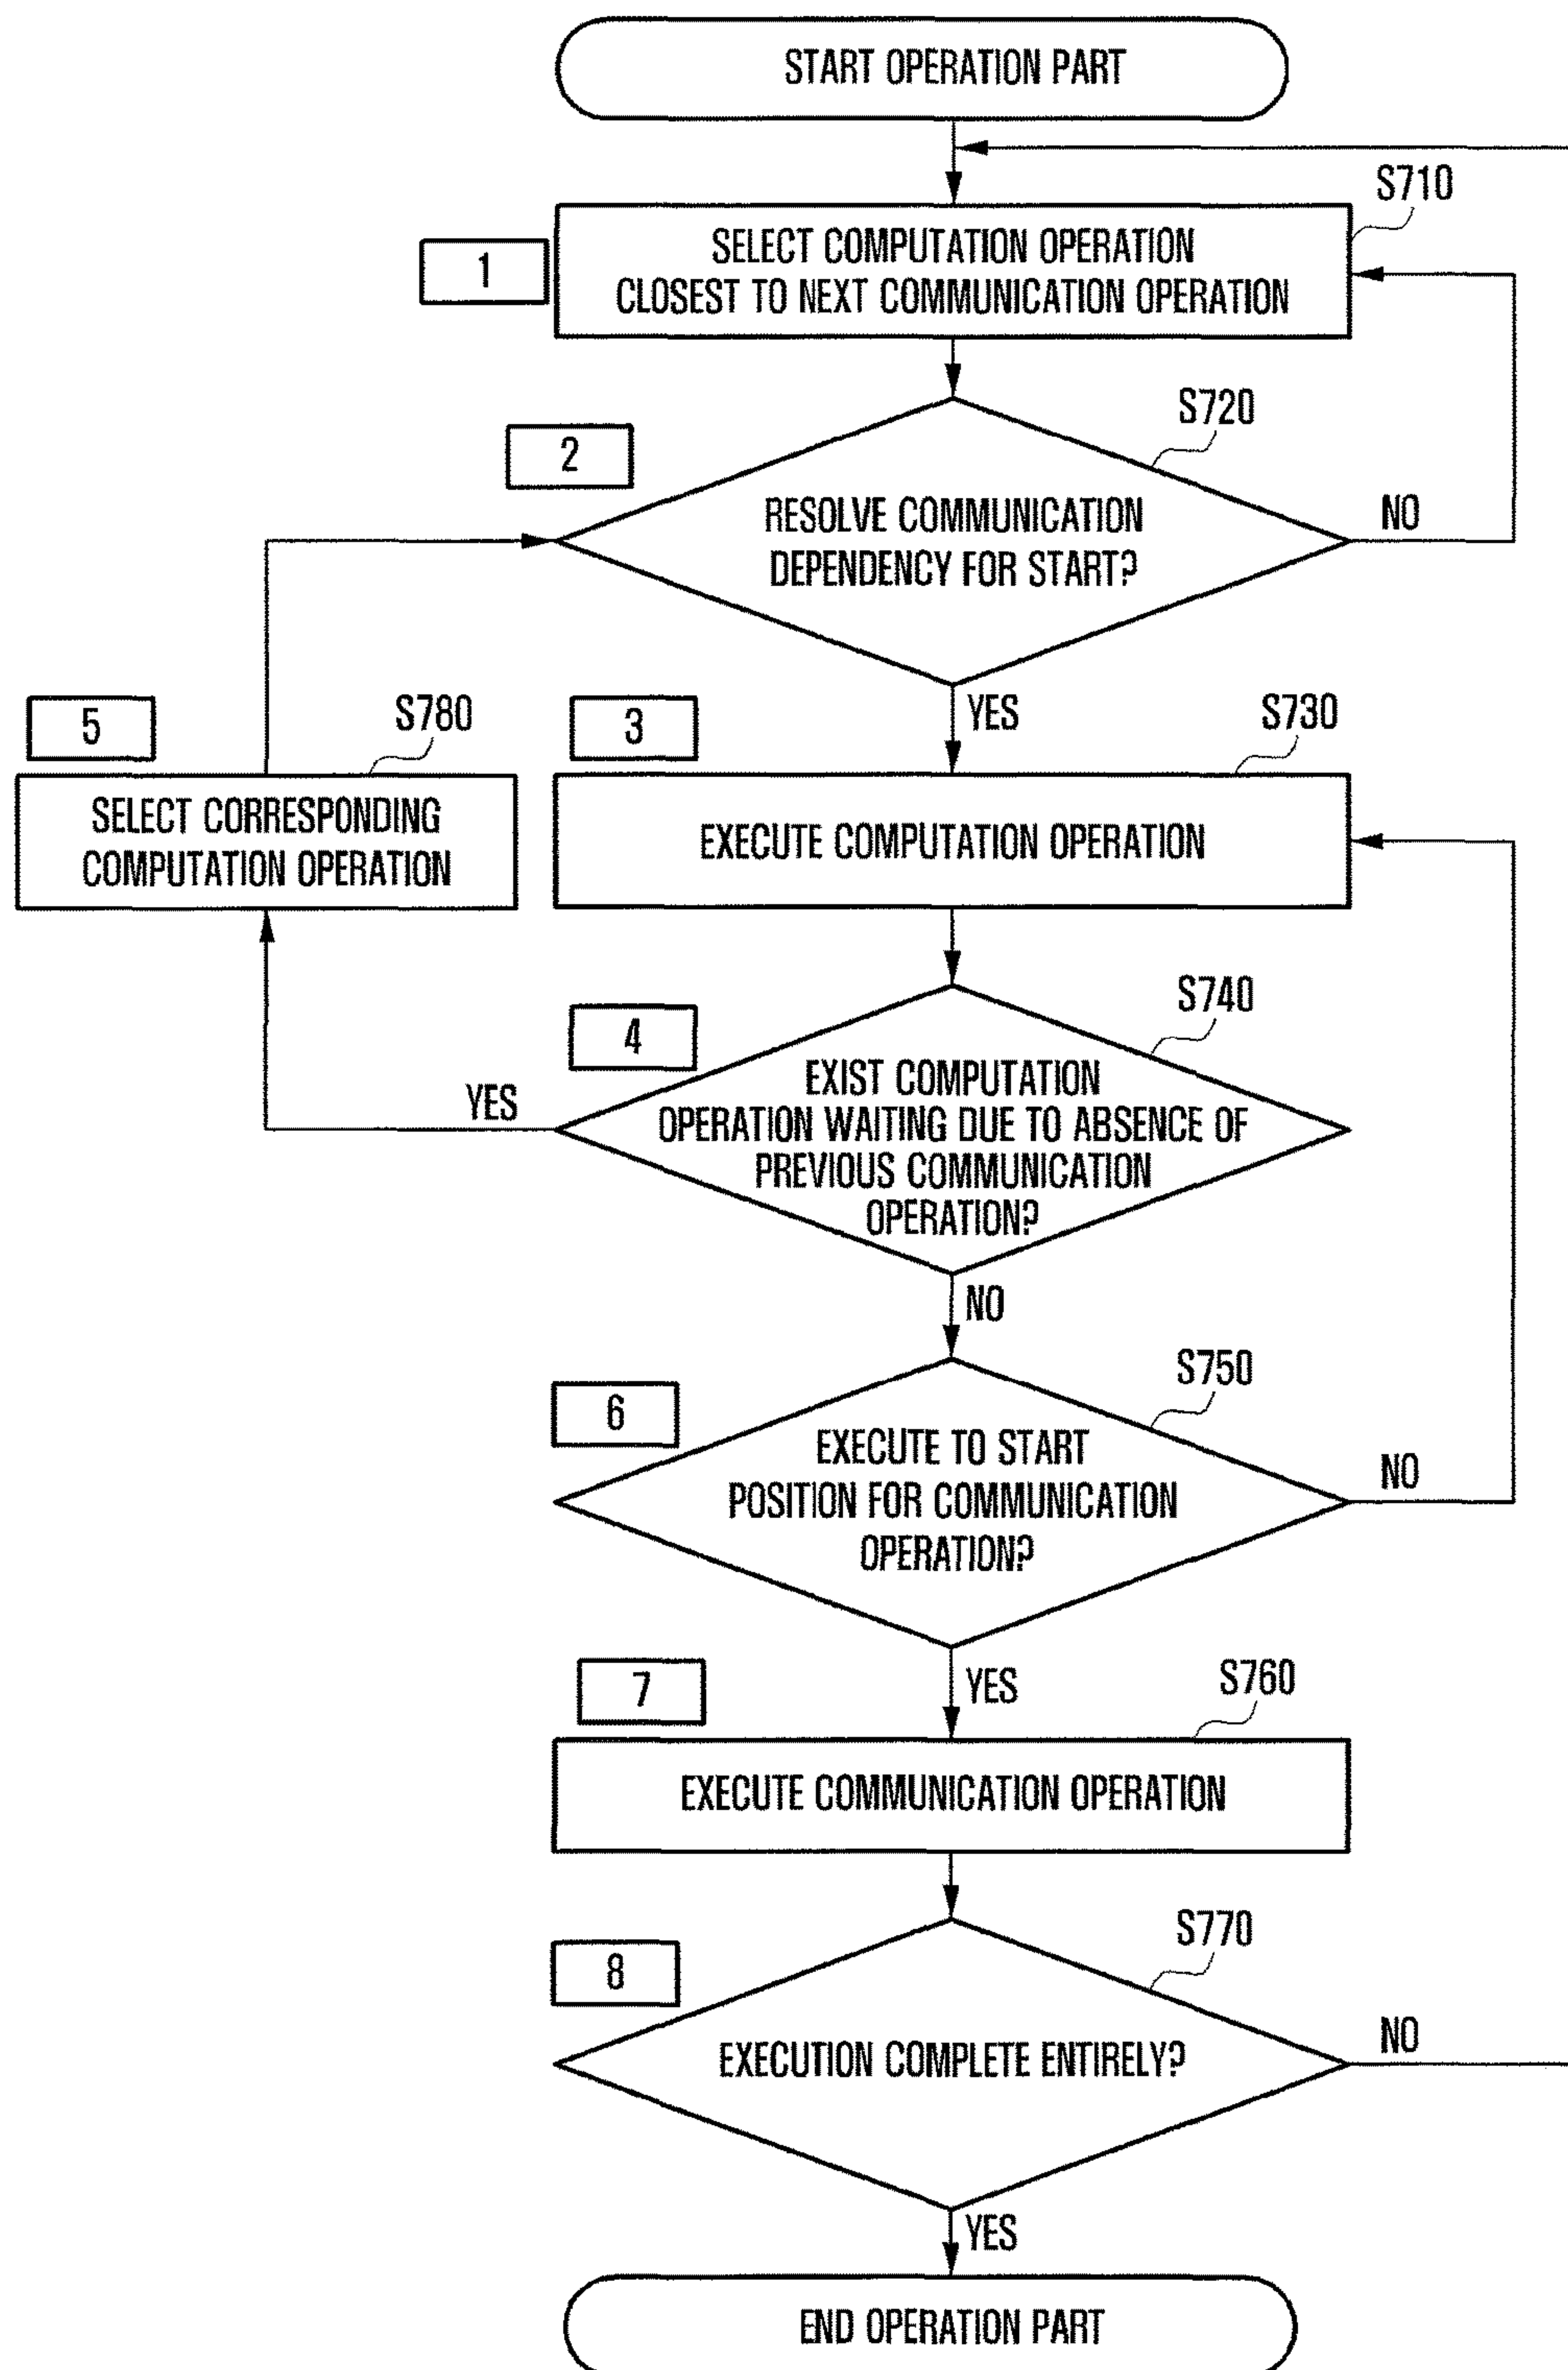 START OPERATION PART
S710
1
SELECT COMPUTATION OPERATION
CLOSEST TO NEXT COMMUNICATION OPERATION
S720
2
RESOLVE COMMUNICATION
DEPENDENCY FOR START?
NO
YES
5
S780
SELECT CORRESPONDING
COMPUTATION OPERATION
3
S730
EXECUTE COMPUTATION OPERATION
S740
4
EXIST COMPUTATION
OPERATION WAITING DUE TO ABSENCE OF
PREVIOUS COMMUNICATION
OPERATION?
YES
NO
S750
6
EXECUTE TO START
POSITION FOR COMMUNICATION
OPERATION?
NO
YES
7
S760
EXECUTE COMMUNICATION OPERATION
S770
8
EXECUTION COMPLETE ENTIRELY?
NO
YES
END OPERATION PART